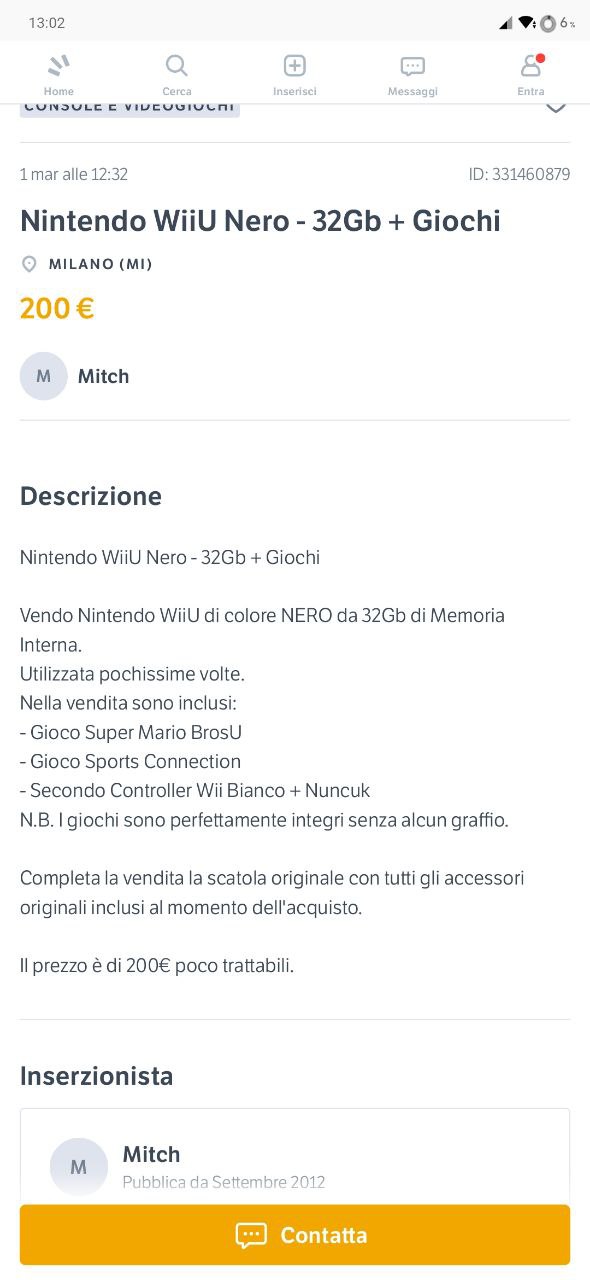 13:02
6%
Home
Cerca
Inserisci
Messaggi
Entra
CONSOLE E VIDEOGIOCHI
1 mar alle 12:32
ID: 331460879
Nintendo WiiU Nero - 32Gb + Giochi
MILANO (MI)
200 €
M
Mitch
Descrizione
Nintendo WiiU Nero - 32Gb + Giochi
Vendo Nintendo WiiU di colore NERO da 32Gb di Memoria
Interna.
Utilizzata pochissime volte.
Nella vendita sono inclusi:
- Gioco Super Mario BrosU
- Gioco Sports Connection
- Secondo Controller Wii Bianco + Nuncuk
N.B. I giochi sono perfettamente integri senza alcun graffio.
Completa la vendita la scatola originale con tutti gli accessori
originali inclusi al momento dell'acquisto.
Il prezzo è di 200€ poco trattabili.
Inserzionista
M
Mitch
Pubblica da Settembre 2012
Contatta